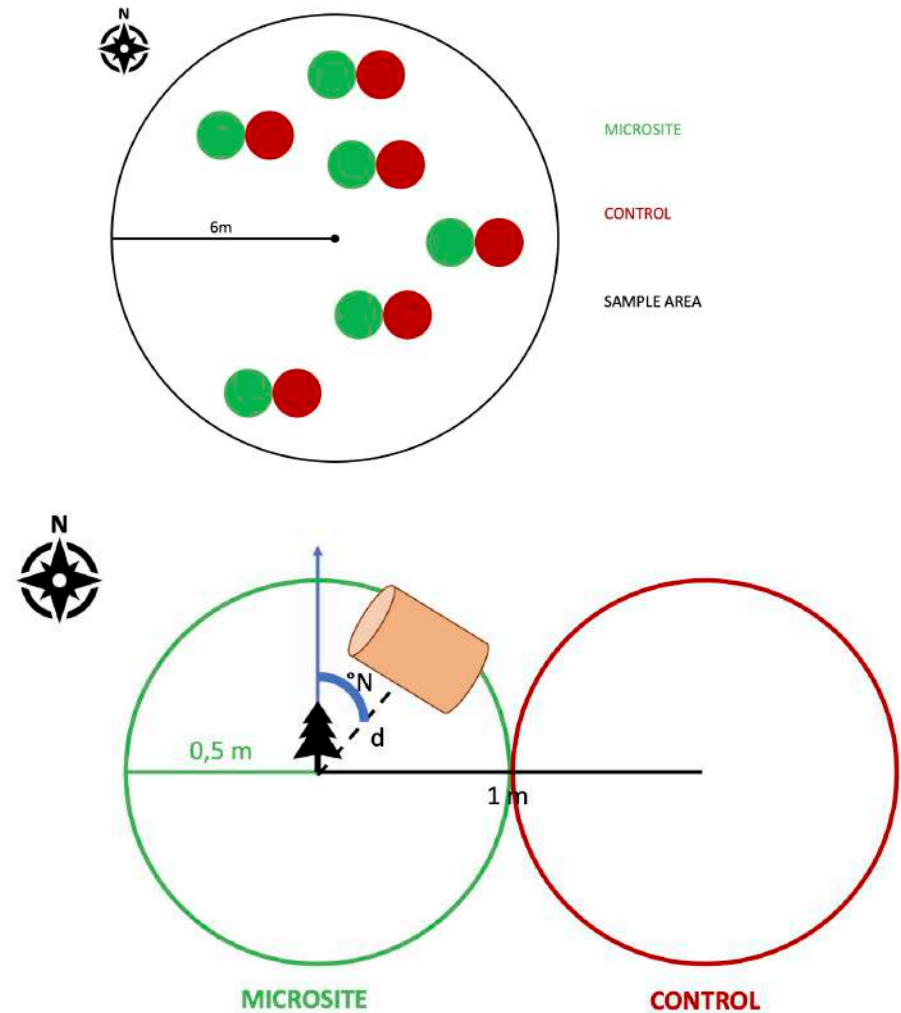 N
MICROSITE
6m
CONTROL
SAMPLE AREA
N
°N
d
0,5 m
1 m
MICROSITE
CONTROL